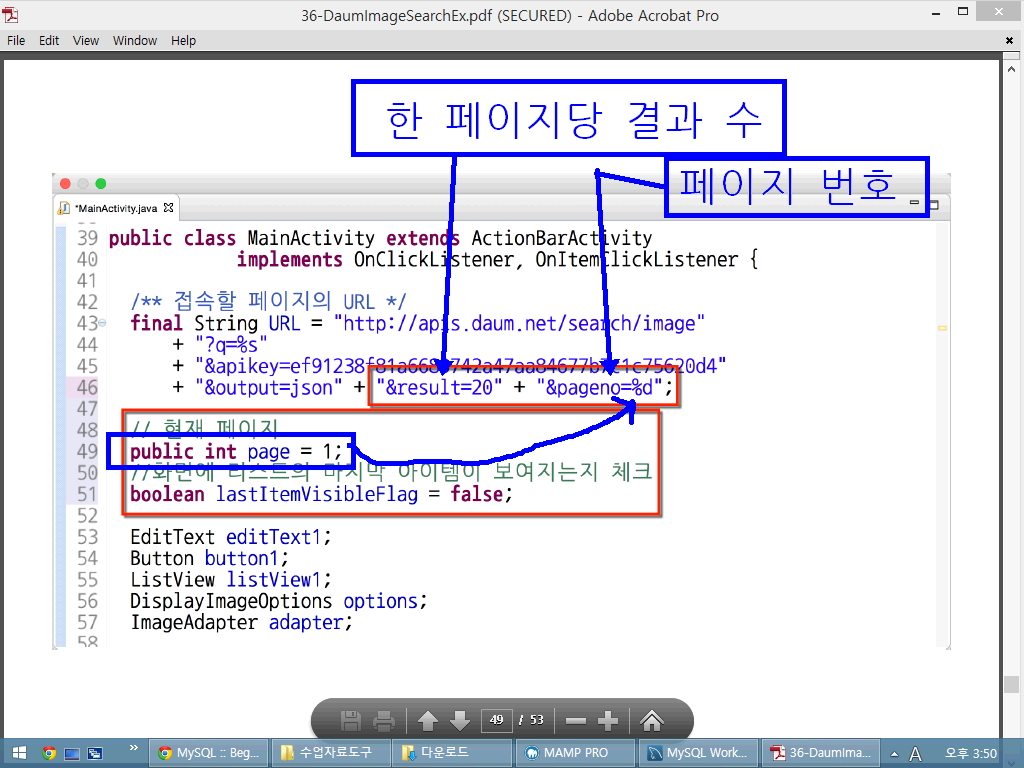 36-DaumImageSearchEx.pdf (SECURED) - Adobe Acrobat Pro
File Edit View Window Help
한 페이지당 결과 수
페이지 번호
*MainActivity.java
39 public class MainActivity extends ActionBarActivity
40 implements OnClickListener, OnItemClickListener {
41
42 /** 접속할 페이지의 URL */
43 final String URL = "http://apis.daum.net/search/image"
44 + "?q=%s"
45
46 + "&output=json" + "&result=20" + "&pageno=%d";
47
48 // 현재 페이지
49 public int page = 1;
50 //화면에 리스트의 마지막 아이템이 보여지는지 체크
51 boolean lastItemVisibleFlag = false;
52
53 EditText editText1;
54 Button button1;
55 ListView listView1;
56 DisplayImageOptions options;
57 ImageAdapter adapter;
58
49 / 53
MySQL :: Beg... 수업자료도구 다운로드 MAMP PRO MySQL Work... 36-DaumIma... A 오후 3:50